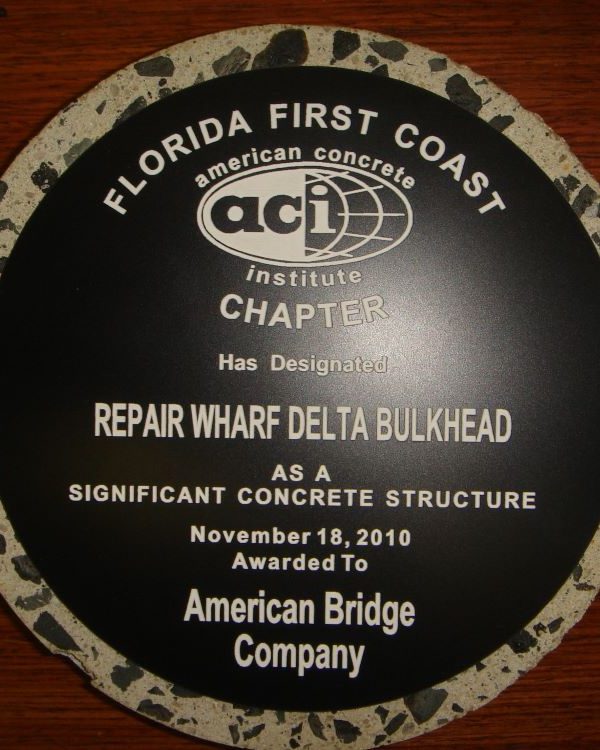 FLORIDA FIRST COAST
american concrete
aci
institute
CHAPTER
Has Designated
REPAIR WHARF DELTA BULKHEAD
AS A
SIGNIFICANT CONCRETE STRUCTURE
November 18, 2010
Awarded To
American Bridge
Company